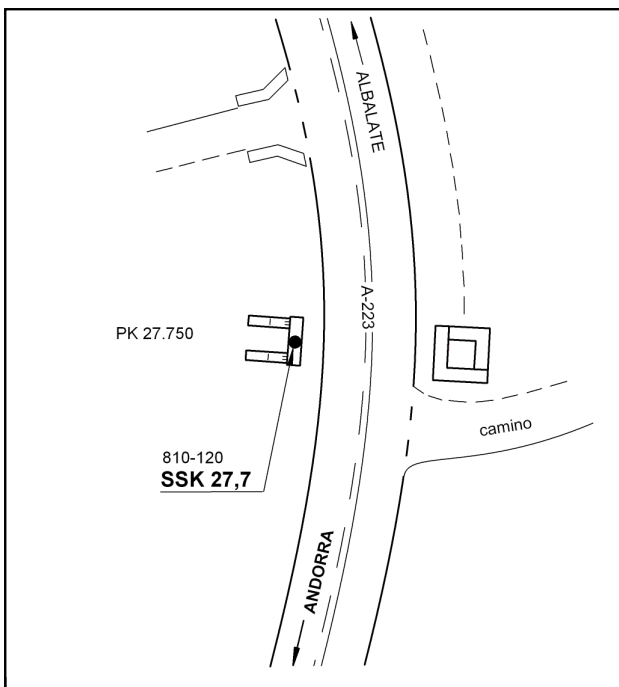 ALBALATE
A-223
PK 27.750
camino
810-120
SSK 27,7
ANDORRA